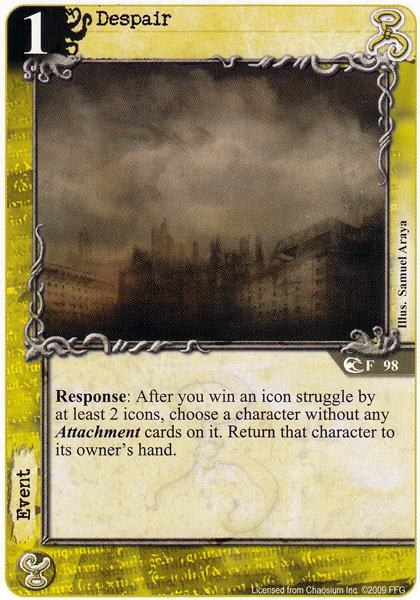 1
Despair
Illus. Samuel Araya
F 98
Response: After you win an icon struggle by
at least 2 icons, choose a character without any
Attachment cards on it. Return that character to
its owner's hand.
Event
Licensed from Chaosium Inc. ©2009 FFG